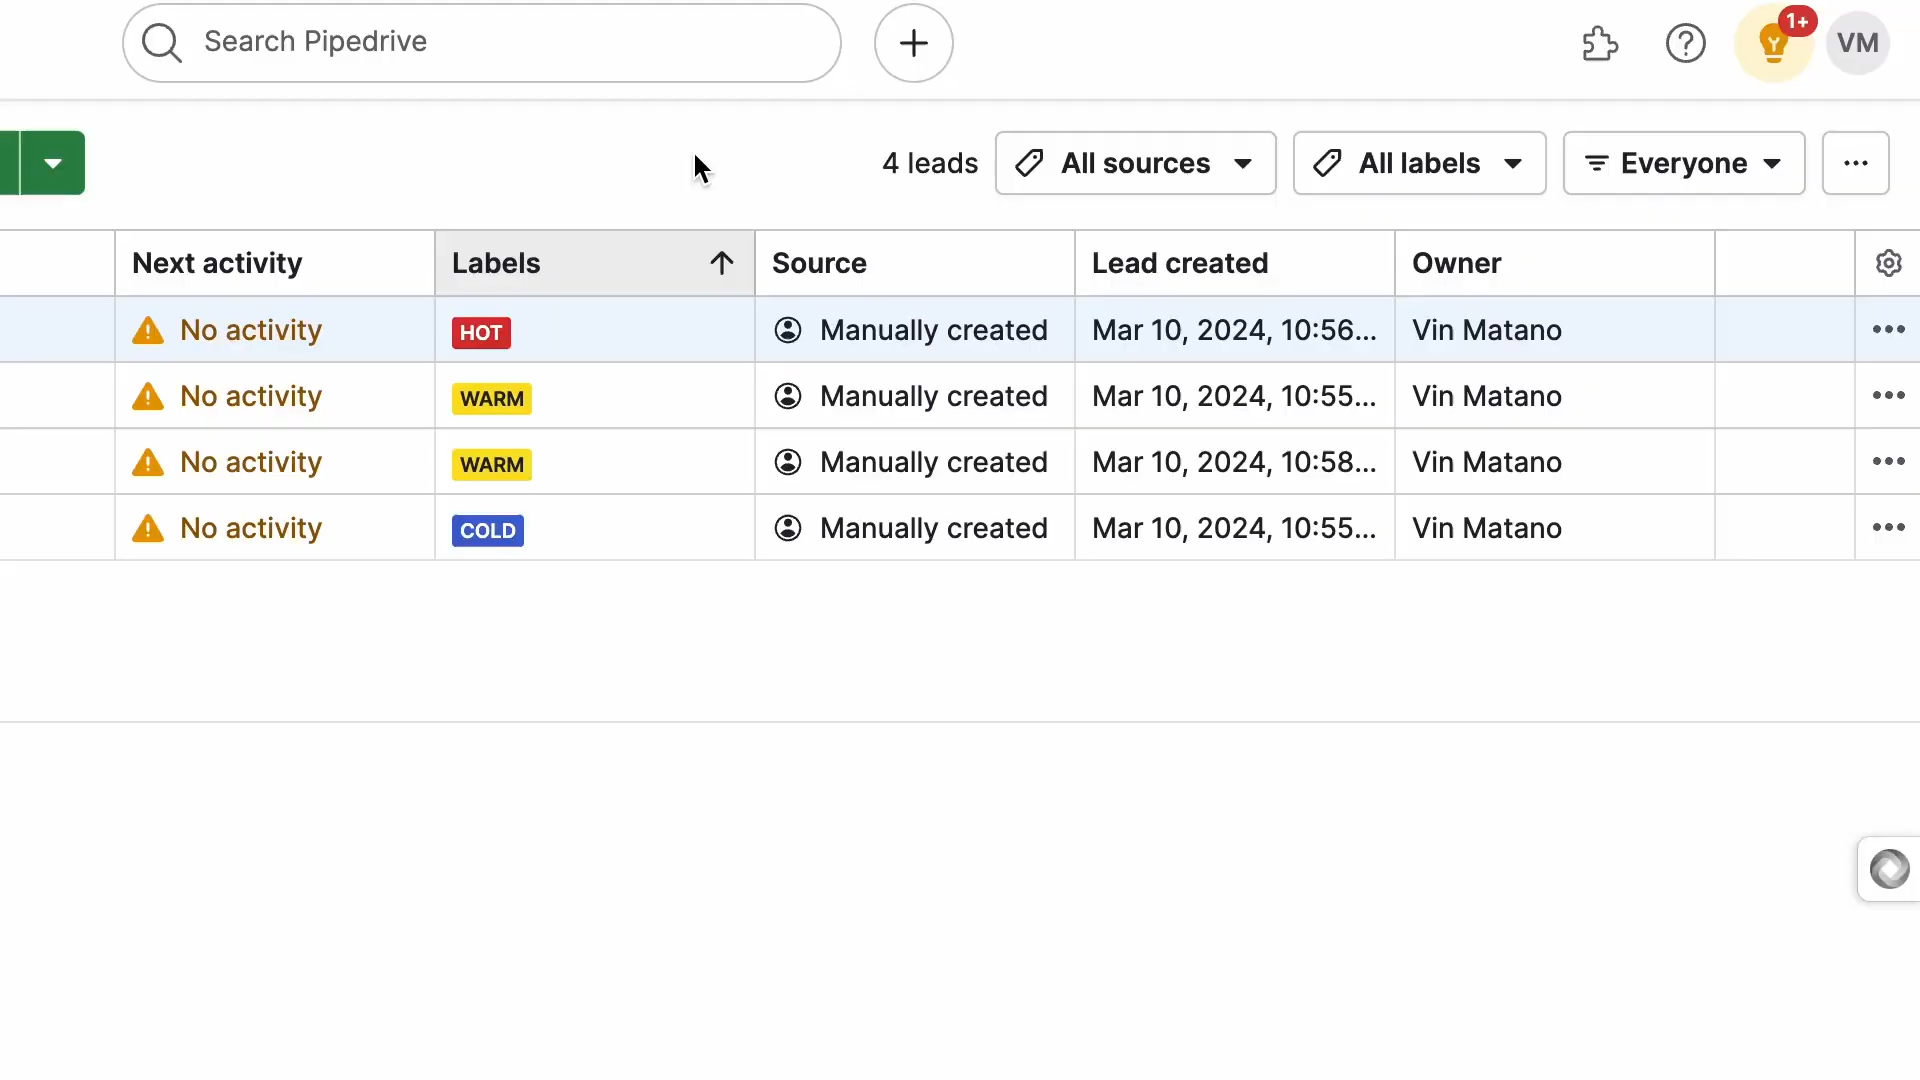 Search Pipedrive
1+
VM
4 leads All sources All labels Everyone
Next activity Labels Source Lead created Owner
No activity HOT Manually created Mar 10, 2024, 10:56... Vin Matano
No activity WARM Manually created Mar 10, 2024, 10:55... Vin Matano
No activity WARM Manually created Mar 10, 2024, 10:58... Vin Matano
No activity COLD Manually created Mar 10, 2024, 10:55... Vin Matano